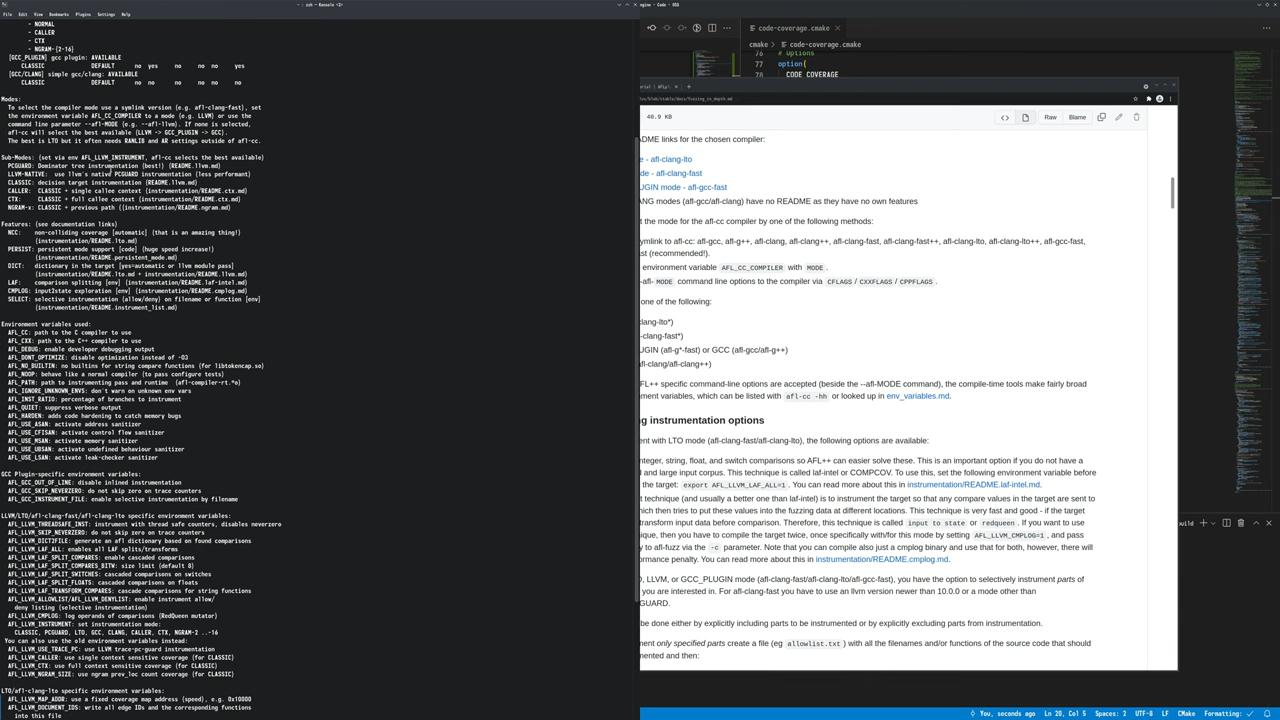 ~ : zsh — Konsole <2>
File Edit View Bookmarks Plugins Settings Help
- NORMAL
- CALLER
- CTX
- NGRAM-{2-16}
[GCC_PLUGIN] gcc plugin: AVAILABLE
CLASSIC DEFAULT no yes no no no yes
[GCC/CLANG] simple gcc/clang: AVAILABLE
CLASSIC DEFAULT no no no no no no
Modes:
To select the compiler mode use a symlink version (e.g. afl-clang-fast), set
the environment variable AFL_CC_COMPILER to a mode (e.g. LLVM) or use the
command line parameter --afl-MODE (e.g. --afl-llvm). If none is selected,
afl-cc will select the best available (LLVM -> GCC_PLUGIN -> GCC).
The best is LTO but it often needs RANLIB and AR settings outside of afl-cc.
Sub-Modes: (set via env AFL_LLVM_INSTRUMENT, afl-cc selects the best available)
PCGUARD: Dominator tree instrumentation (best!) (README.llvm.md)
LLVM-NATIVE: use llvm's native PCGUARD instrumentation (less performant)
CLASSIC: decision target instrumentation (README.llvm.md)
CALLER: CLASSIC + single callee context (instrumentation/README.ctx.md)
CTX: CLASSIC + full callee context (instrumentation/README.ctx.md)
NGRAM-x: CLASSIC + previous path ((instrumentation/README.ngram.md)
Features: (see documentation links)
NCC: non-colliding coverage [automatic] (that is an amazing thing!)
(instrumentation/README.lto.md)
PERSIST: persistent mode support [code] (huge speed increase!)
(instrumentation/README.persistent_mode.md)
DICT: dictionary in the target [yes=automatic or llvm module pass]
(instrumentation/README.lto.md + instrumentation/README.llvm.md)
LAF: comparison splitting [env] (instrumentation/README.laf-intel.md)
CMPLOG: input2state exploration [env] (instrumentation/README.cmplog.md)
SELECT: selective instrumentation (allow/deny) on filename or function [env]
(instrumentation/README.instrument_list.md)
Environment variables used:
AFL_CC: path to the C compiler to use
AFL_CXX: path to the C++ compiler to use
AFL_DEBUG: enable developer debugging output
AFL_DONT_OPTIMIZE: disable optimization instead of -O3
AFL_NO_BUILTIN: no builtins for string compare functions (for libtokencap.so)
AFL_NOOP: behave like a normal compiler (to pass configure tests)
AFL_PATH: path to instrumenting pass and runtime (afl-compiler-rt.*o)
AFL_IGNORE_UNKNOWN_ENVS: don't warn on unknown env vars
AFL_INST_RATIO: percentage of branches to instrument
AFL_QUIET: suppress verbose output
AFL_HARDEN: adds code hardening to catch memory bugs
AFL_USE_ASAN: activate address sanitizer
AFL_USE_CFISAN: activate control flow sanitizer
AFL_USE_MSAN: activate memory sanitizer
AFL_USE_UBSAN: activate undefined behaviour sanitizer
AFL_USE_LSAN: activate leak-checker sanitizer
GCC Plugin-specific environment variables:
AFL_GCC_OUT_OF_LINE: disable inlined instrumentation
AFL_GCC_SKIP_NEVERZERO: do not skip zero on trace counters
AFL_GCC_INSTRUMENT_FILE: enable selective instrumentation by filename
LLVM/LTO/afl-clang-fast/afl-clang-lto specific environment variables:
AFL_LLVM_THREADSAFE_INST: instrument with thread safe counters, disables neverzero
AFL_LLVM_SKIP_NEVERZERO: do not skip zero on trace counters
AFL_LLVM_DICT2FILE: generate an afl dictionary based on found comparisons
AFL_LLVM_LAF_ALL: enables all LAF splits/transforms
AFL_LLVM_LAF_SPLIT_COMPARES: enable cascaded comparisons
AFL_LLVM_LAF_SPLIT_COMPARES_BITW: size limit (default 8)
AFL_LLVM_LAF_SPLIT_SWITCHES: cascaded comparisons on switches
AFL_LLVM_LAF_SPLIT_FLOATS: cascaded comparisons on floats
AFL_LLVM_LAF_TRANSFORM_COMPARES: cascade comparisons for string functions
AFL_LLVM_ALLOWLIST/AFL_LLVM_DENYLIST: enable instrument allow/
deny listing (selective instrumentation)
AFL_LLVM_CMPLOG: log operands of comparisons (RedQueen mutator)
AFL_LLVM_INSTRUMENT: set instrumentation mode:
CLASSIC, PCGUARD, LTO, GCC, CLANG, CALLER, CTX, NGRAM-2 ..-16
You can also use the old environment variables instead:
AFL_LLVM_USE_TRACE_PC: use LLVM trace-pc-guard instrumentation
AFL_LLVM_CALLER: use single context sensitive coverage (for CLASSIC)
AFL_LLVM_CTX: use full context sensitive coverage (for CLASSIC)
AFL_LLVM_NGRAM_SIZE: use ngram prev_loc count coverage (for CLASSIC)
LTO/afl-clang-lto specific environment variables:
AFL_LLVM_MAP_ADDR: use a fixed coverage map address (speed), e.g. 0x10000
AFL_LLVM_DOCUMENT_IDS: write all edge IDs and the corresponding functions
into this file
ngine - Code - OSS
code-coverage.cmake
cmake > code-coverage.cmake
76 # Options
77 option(
78 CODE_COVERAGE
/blob/stable/docs/fuzzing_in_depth.md
40.9 KB
Raw Blame
ADME links for the chosen compiler:
e - afl-clang-lto
de - afl-clang-fast
UGIN mode - afl-gcc-fast
ANG modes (afl-gcc/afl-clang) have no README as they have no own features
t the mode for the afl-cc compiler by one of the following methods:
ymlink to afl-cc: afl-gcc, afl-g++, afl-clang, afl-clang++, afl-clang-fast, afl-clang-fast++, afl-clang-lto, afl-clang-lto++, afl-gcc-fast,
st (recommended!).
environment variable AFL_CC_COMPILER with MODE .
-afl- MODE command line options to the compiler via CFLAGS / CXXFLAGS / CPPFLAGS .
one of the following:
clang-lto*)
-clang-fast*)
UGIN (afl-g*-fast) or GCC (afl-gcc/afl-g++)
afl-clang/afl-clang++)
FL++ specific command-line options are accepted (beside the --afl-MODE command), the compile-time tools make fairly broad
nment variables, which can be listed with afl-cc -hh or looked up in env_variables.md.
ng instrumentation options
ent with LTO mode (afl-clang-fast/afl-clang-lto), the following options are available:
integer, string, float, and switch comparisons so AFL++ can easier solve these. This is an important option if you do not have a
d and large input corpus. This technique is called laf-intel or COMPCOV. To use this, set the following environment variable before
the target: export AFL_LLVM_LAF_ALL=1 . You can read more about this in instrumentation/README.laf-intel.md.
t technique (and usually a better one than laf-intel) is to instrument the target so that any compare values in the target are sent to
hich then tries to put these values into the fuzzing data at different locations. This technique is very fast and good - if the target
transform input data before comparison. Therefore, this technique is called input to state or redqueen . If you want to use
nique, then you have to compile the target twice, once specifically with/for this mode by setting AFL_LLVM_CMPLOG=1 , and pass
y to afl-fuzz via the -c parameter. Note that you can compile also just a cmplog binary and use that for both, however, there will
ormance penalty. You can read more about this in instrumentation/README.cmplog.md.
O, LLVM, or GCC_PLUGIN mode (afl-clang-fast/afl-clang-lto/afl-gcc-fast), you have the option to selectively instrument parts of
you are interested in. For afl-clang-fast you have to use an llvm version newer than 10.0.0 or a mode other than
GUARD.
be done either by explicitly including parts to be instrumented or by explicitly excluding parts from instrumentation.
ment only specified parts create a file (eg allowlist.txt ) with all the filenames and/or functions of the source code that should
umented and then:
build
You, seconds ago Ln 20, Col 5 Spaces: 2 UTF-8 LF CMake Formatting: ✓